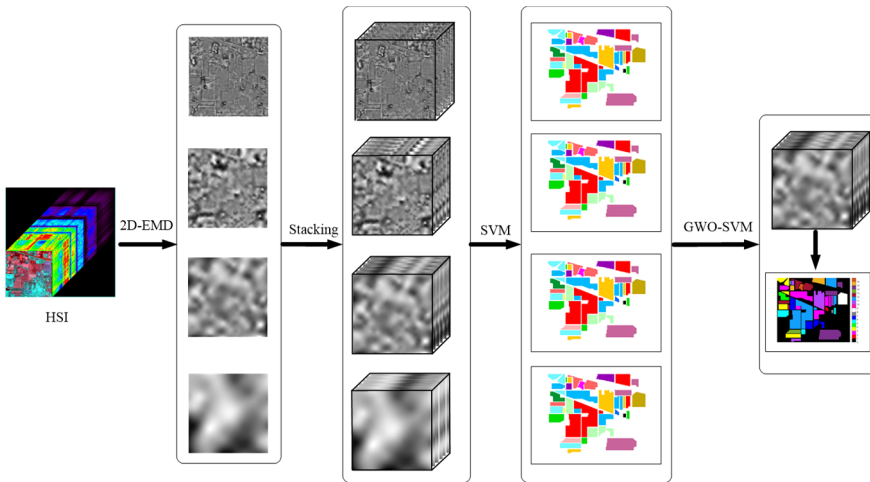 HSI
2D-EMD
Stacking
SVM
GWO-SVM